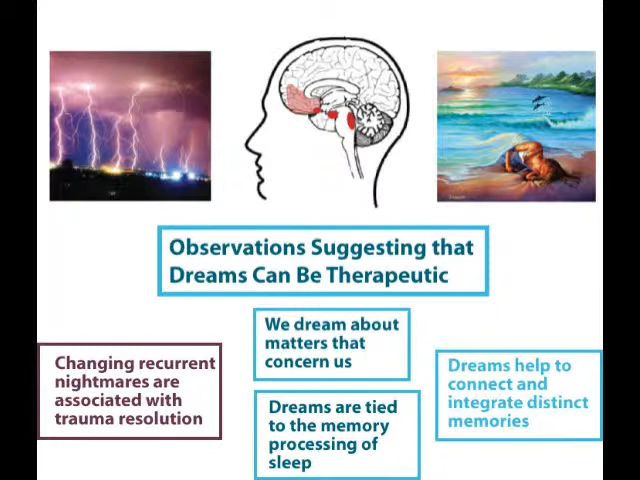 Observations Suggesting that
Dreams Can Be Therapeutic
We dream about
matters that
concern us
Changing recurrent
nightmares are
associated with
trauma resolution
Dreams help to
connect and
integrate distinct
memories
Dreams are tied
to the memory
processing of
sleep